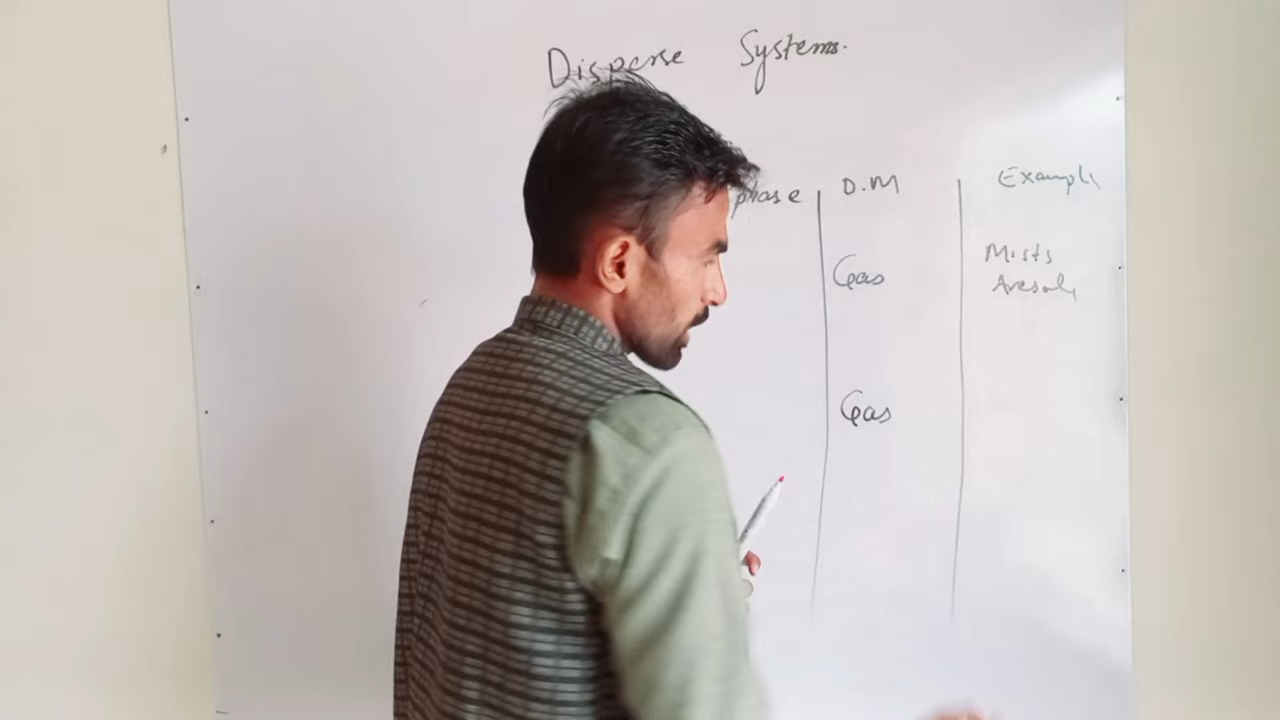 Disperse Systems.
phase D.M Example
Gas Mists
Aresols
Gas